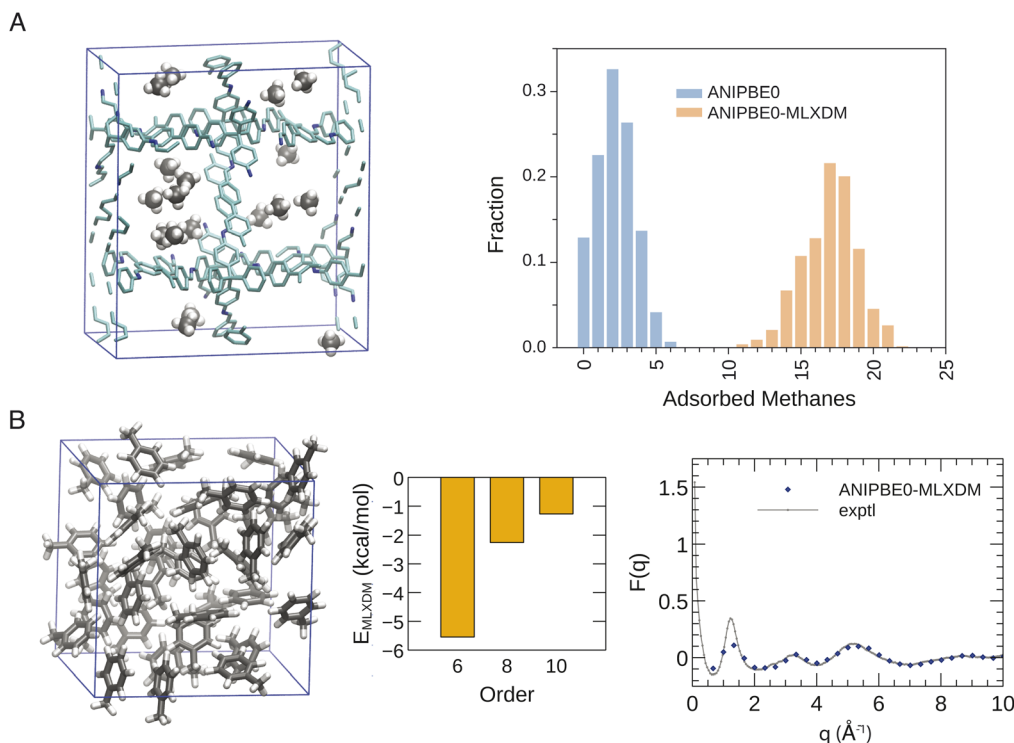 A
ANIPBE0
ANIPBE0-MLXDM
0.3
0.2
0.1
0.0
Fraction
0
5
10
15
20
25
Adsorbed Methanes
B
0
−1
−2
−3
−4
−5
−6
E_MLXDM (kcal/mol)
6
8
10
Order
1.5
1
0.5
0
F(q)
ANIPBE0-MLXDM
exptl
0
2
4
6
8
10
q (Å⁻¹)